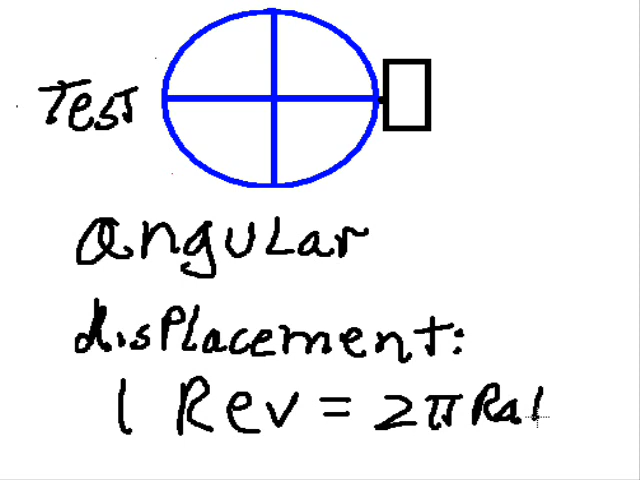 Test
angular
displacement:
1 Rev = 2π Rad